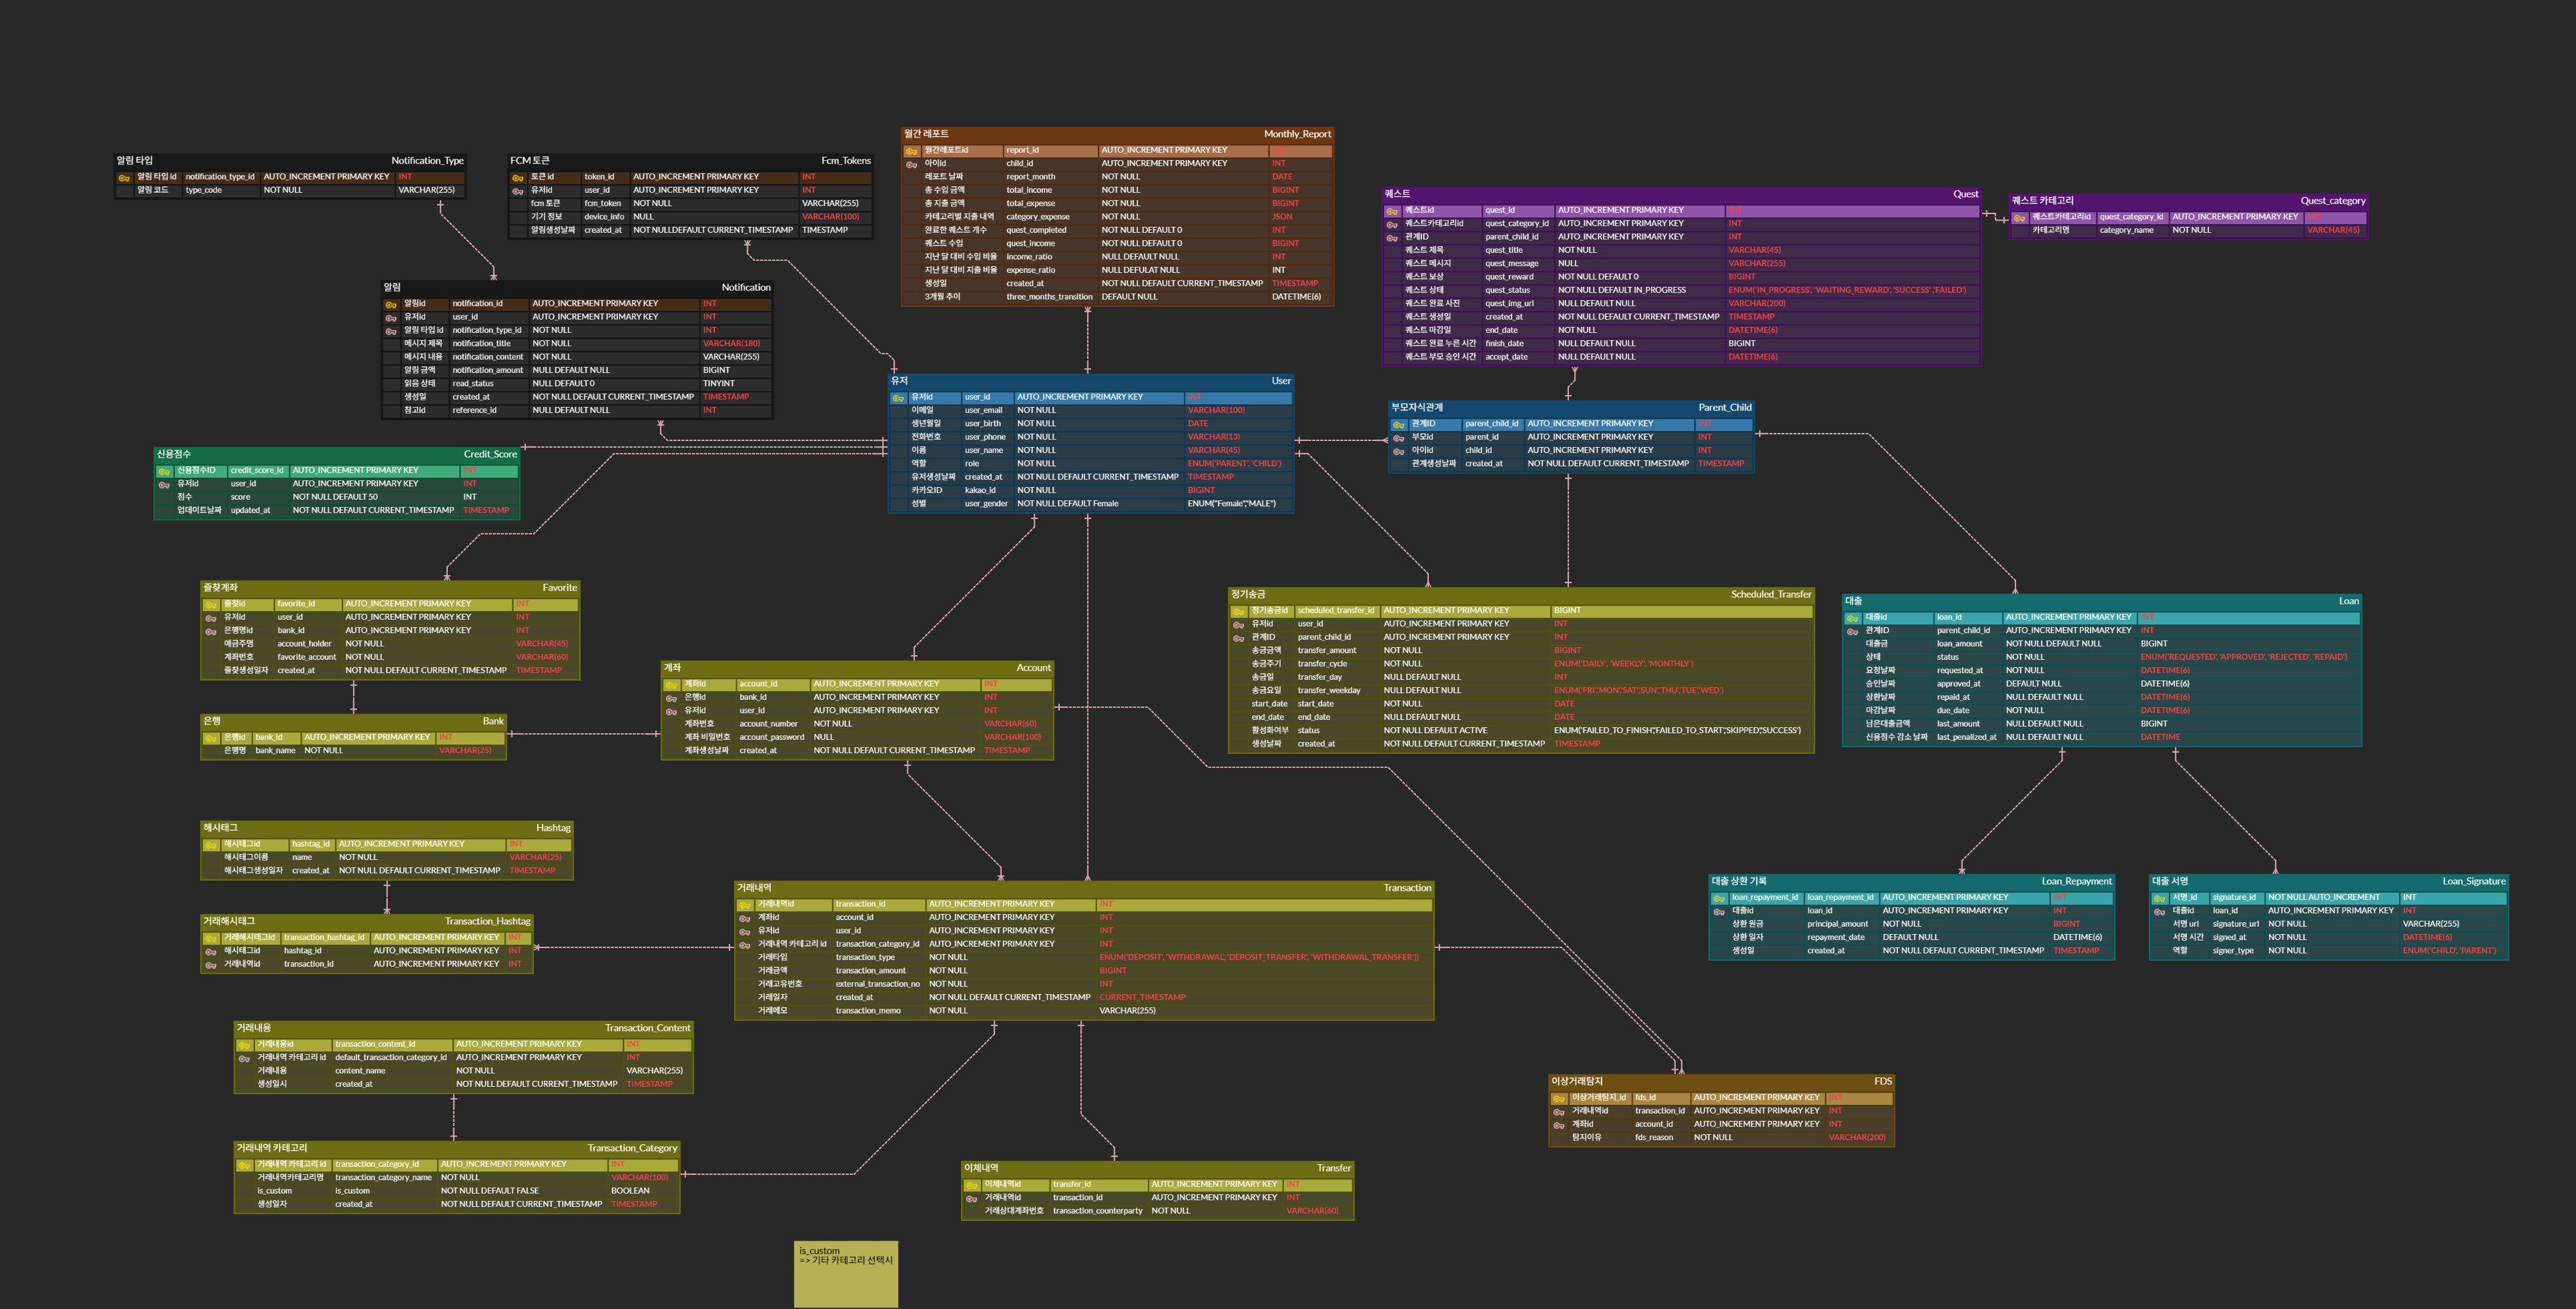 알림 타입 Notification_Type
알림 타입 id notification_type_id AUTO_INCREMENT PRIMARY KEY INT
알림 코드 type_code NOT NULL VARCHAR(255)
FCM 토큰 Fcm_Tokens
토큰 id token_id AUTO_INCREMENT PRIMARY KEY INT
유저id user_id AUTO_INCREMENT PRIMARY KEY INT
fcm 토큰 fcm_token NOT NULL VARCHAR(255)
기기 정보 device_info NULL VARCHAR(100)
알림생성날짜 created_at NOT NULLDEFAULT CURRENT_TIMESTAMP TIMESTAMP
월간 레포트 Monthly_Report
월간레포트id report_id AUTO_INCREMENT PRIMARY KEY
아이id child_id AUTO_INCREMENT PRIMARY KEY INT
레포트 날짜 report_month NOT NULL DATE
총 수입 금액 total_income NOT NULL BIGINT
총 지출 금액 total_expense NOT NULL BIGINT
카테고리별 지출 내역 category_expense NOT NULL JSON
완료한 퀘스트 개수 quest_completed NOT NULL DEFAULT 0 INT
퀘스트 수입 quest_income NOT NULL DEFAULT 0 BIGINT
지난 달 대비 수입 비율 income_ratio NULL DEFAULT NULL INT
지난 달 대비 지출 비율 expense_ratio NULL DEFULAT NULL INT
생성일 created_at NOT NULL DEFAULT CURRENT_TIMESTAMP TIMESTAMP
3개월 추이 three_months_transition DEFAULT NULL DATETIME(6)
퀘스트 Quest
퀘스트id quest_id AUTO_INCREMENT PRIMARY KEY INT
퀘스트카테고리id quest_category_id AUTO_INCREMENT PRIMARY KEY INT
관계ID parent_child_id AUTO_INCREMENT PRIMARY KEY INT
퀘스트 제목 quest_title NOT NULL VARCHAR(45)
퀘스트 메시지 quest_message NULL VARCHAR(255)
퀘스트 보상 quest_reward NOT NULL DEFAULT 0 BIGINT
퀘스트 상태 quest_status NOT NULL DEFAULT IN_PROGRESS ENUM('IN_PROGRESS', 'WAITING_REWARD', 'SUCCESS' ,'FAILED')
퀘스트 완료 사진 quest_img_url NULL DEFAULT NULL VARCHAR(200)
퀘스트 생성일 created_at NOT NULL DEFAULT CURRENT_TIMESTAMP TIMESTAMP
퀘스트 마감일 end_date NOT NULL DATETIME(6)
퀘스트 완료 누른 시간 finish_date NULL DEFAULT NULL BIGINT
퀘스트 부모 승인 시간 accept_date NULL DEFAULT NULL DATETIME(6)
퀘스트 카테고리 Quest_category
퀘스트카테고리id quest_category_id AUTO_INCREMENT PRIMARY KEY INT
카테고리명 category_name NOT NULL VARCHAR(45)
알림 Notification
알림id notification_id AUTO_INCREMENT PRIMARY KEY INT
유저id user_id AUTO_INCREMENT PRIMARY KEY INT
알림 타입 id notification_type_id NOT NULL INT
메시지 제목 notification_title NOT NULL VARCHAR(180)
메시지 내용 notification_content NOT NULL VARCHAR(255)
알림 금액 notification_amount NULL DEFAULT NULL BIGINT
읽음 상태 read_status NULL DEFAULT 0 TINYINT
생성일 created_at NOT NULL DEFAULT CURRENT_TIMESTAMP TIMESTAMP
참고id reference_id NULL DEFAULT NULL INT
유저 User
유저id user_id AUTO_INCREMENT PRIMARY KEY INT
이메일 user_email NOT NULL VARCHAR(100)
생년월일 user_birth NOT NULL DATE
전화번호 user_phone NOT NULL VARCHAR(13)
이름 user_name NOT NULL VARCHAR(45)
역할 role NOT NULL ENUM('PARENT', 'CHILD')
유저생성날짜 created_at NOT NULL DEFAULT CURRENT_TIMESTAMP TIMESTAMP
카카오ID kakao_id NOT NULL BIGINT
성별 user_gender NOT NULL DEFAULT Female ENUM("Female","MALE")
부모자식관계 Parent_Child
관계ID parent_child_id AUTO_INCREMENT PRIMARY KEY INT
부모id parent_id AUTO_INCREMENT PRIMARY KEY INT
아이id child_id AUTO_INCREMENT PRIMARY KEY INT
관계생성날짜 created_at NOT NULL DEFAULT CURRENT_TIMESTAMP TIMESTAMP
신용점수 Credit_Score
신용점수ID credit_score_id AUTO_INCREMENT PRIMARY KEY INT
유저id user_id AUTO_INCREMENT PRIMARY KEY INT
점수 score NOT NULL DEFAULT 50 INT
업데이트날짜 updated_at NOT NULL DEFAULT CURRENT_TIMESTAMP TIMESTAMP
즐찾계좌 Favorite
즐찾id favorite_id AUTO_INCREMENT PRIMARY KEY INT
유저id user_id AUTO_INCREMENT PRIMARY KEY INT
은행명id bank_id AUTO_INCREMENT PRIMARY KEY INT
예금주명 account_holder NOT NULL VARCHAR(45)
계좌번호 favorite_account NOT NULL VARCHAR(60)
즐찾생성일자 created_at NOT NULL DEFAULT CURRENT_TIMESTAMP TIMESTAMP
은행 Bank
은행id bank_id AUTO_INCREMENT PRIMARY KEY INT
은행명 bank_name NOT NULL VARCHAR(25)
계좌 Account
계좌id account_id AUTO_INCREMENT PRIMARY KEY INT
은행id bank_id AUTO_INCREMENT PRIMARY KEY INT
유저id user_id AUTO_INCREMENT PRIMARY KEY INT
계좌번호 account_number NOT NULL VARCHAR(60)
계좌 비밀번호 account_password NULL VARCHAR(100)
계좌생성날짜 created_at NOT NULL DEFAULT CURRENT_TIMESTAMP TIMESTAMP
정기송금 Scheduled_Transfer
정기송금id scheduled_transfer_id AUTO_INCREMENT PRIMARY KEY BIGINT
유저id user_id AUTO_INCREMENT PRIMARY KEY INT
관계ID parent_child_id AUTO_INCREMENT PRIMARY KEY INT
송금금액 transfer_amount NOT NULL BIGINT
송금주기 transfer_cycle NOT NULL ENUM('DAILY', 'WEEKLY', 'MONTHLY')
송금일 transfer_day NULL DEFAULT NULL INT
송금요일 transfer_weekday NULL DEFAULT NULL ENUM('FRI','MON','SAT','SUN','THU','TUE','WED')
start_date start_date NOT NULL DATE
end_date end_date NULL DEFAULT NULL DATE
활성화여부 status NOT NULL DEFAULT ACTIVE ENUM('FAILED_TO_FINISH','FAILED_TO_START','SKIPPED','SUCCESS')
생성날짜 created_at NOT NULL DEFAULT CURRENT_TIMESTAMP TIMESTAMP
대출 Loan
대출id loan_id AUTO_INCREMENT PRIMARY KEY INT
관계ID parent_child_id AUTO_INCREMENT PRIMARY KEY INT
대출금 loan_amount NOT NULL DEFAULT NULL BIGINT
상태 status NOT NULL ENUM('REQUESTED', 'APPROVED', 'REJECTED', 'REPAID')
요청날짜 requested_at NOT NULL DATETIME(6)
승인날짜 approved_at DEFAULT NULL DATETIME(6)
상환날짜 repaid_at NULL DEFAULT NULL DATETIME(6)
마감날짜 due_date NOT NULL DATETIME(6)
남은대출금액 last_amount NULL DEFAULT NULL BIGINT
신용점수 감소 날짜 last_penalized_at NULL DEFAULT NULL DATETIME
해시태그 Hashtag
해시태그id hashtag_id AUTO_INCREMENT PRIMARY KEY INT
해시태그이름 name NOT NULL VARCHAR(25)
해시태그생성일자 created_at NOT NULL DEFAULT CURRENT_TIMESTAMP TIMESTAMP
거래해시태그 Transaction_Hashtag
거래해시태그id transaction_hashtag_id AUTO_INCREMENT PRIMARY KEY INT
해시태그id hashtag_id AUTO_INCREMENT PRIMARY KEY INT
거래내역id transaction_id AUTO_INCREMENT PRIMARY KEY INT
거래내역 Transaction
거래내역id transaction_id AUTO_INCREMENT PRIMARY KEY INT
계좌id account_id AUTO_INCREMENT PRIMARY KEY INT
유저id user_id AUTO_INCREMENT PRIMARY KEY INT
거래내역 카테고리 id transaction_category_id AUTO_INCREMENT PRIMARY KEY INT
거래타입 transaction_type NOT NULL ENUM('DEPOSIT', 'WITHDRAWAL', 'DEPOSIT_TRANSFER', 'WITHDRAWAL_TRANSFER'))
거래금액 transaction_amount NOT NULL BIGINT
거래고유번호 external_transaction_no NOT NULL INT
거래일자 created_at NOT NULL DEFAULT CURRENT_TIMESTAMP CURRENT_TIMESTAMP
거래메모 transaction_memo NOT NULL VARCHAR(255)
대출 상환 기록 Loan_Repayment
loan_repayment_id loan_repayment_id AUTO_INCREMENT PRIMARY KEY INT
대출id loan_id AUTO_INCREMENT PRIMARY KEY INT
상환 원금 principal_amount NOT NULL BIGINT
상환 일자 repayment_date DEFAULT NULL DATETIME(6)
생성일 created_at NOT NULL DEFAULT CURRENT_TIMESTAMP TIMESTAMP
대출 서명 Loan_Signature
서명_id signature_id NOT NULL AUTO_INCREMENT INT
대출id loan_id AUTO_INCREMENT PRIMARY KEY INT
서명 url signature_url NOT NULL VARCHAR(255)
서명 시간 signed_at NOT NULL DATETIME(6)
역할 signer_type NOT NULL ENUM('CHILD', 'PARENT')
거래내용 Transaction_Content
거래내용id transaction_content_id AUTO_INCREMENT PRIMARY KEY INT
거래내역 카테고리 id default_transaction_category_id AUTO_INCREMENT PRIMARY KEY INT
거래내용 content_name NOT NULL VARCHAR(255)
생성일시 created_at NOT NULL DEFAULT CURRENT_TIMESTAMP TIMESTAMP
거래내역 카테고리 Transaction_Category
거래내역 카테고리 id transaction_category_id AUTO_INCREMENT PRIMARY KEY INT
거래내역카테고리명 transaction_category_name NOT NULL VARCHAR(100)
is_custom is_custom NOT NULL DEFAULT FALSE BOOLEAN
생성일자 created_at NOT NULL DEFAULT CURRENT_TIMESTAMP TIMESTAMP
이체내역 Transfer
이체내역id transfer_id AUTO_INCREMENT PRIMARY KEY INT
거래내역id transaction_id AUTO_INCREMENT PRIMARY KEY INT
거래상대계좌번호 transaction_counterparty NOT NULL VARCHAR(60)
이상거래탐지 FDS
이상거래탐지_id fds_id AUTO_INCREMENT PRIMARY KEY INT
거래내역id transaction_id AUTO_INCREMENT PRIMARY KEY INT
계좌id account_id AUTO_INCREMENT PRIMARY KEY INT
탐지이유 fds_reason NOT NULL VARCHAR(200)
is_custom
=> 기타 카테고리 선택시